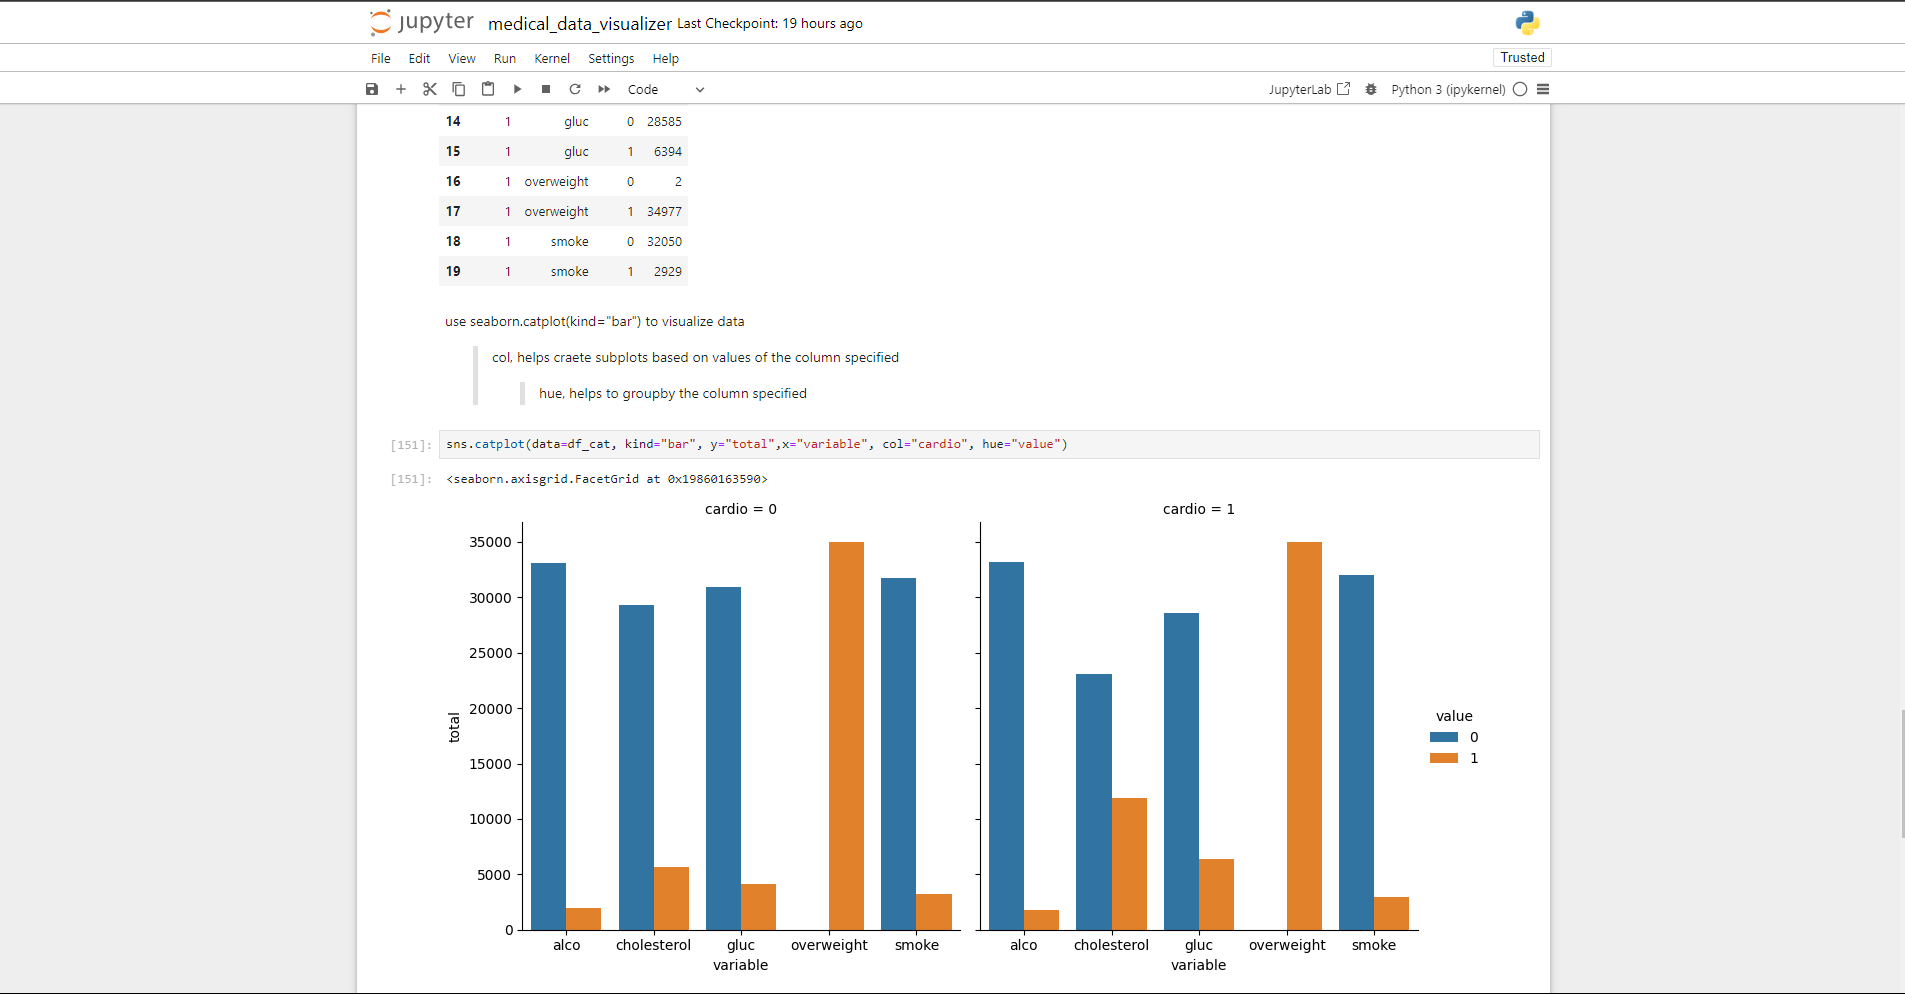 jupyter medical_data_visualizer Last Checkpoint: 19 hours ago
File Edit View Run Kernel Settings Help Trusted
Code JupyterLab Python 3 (ipykernel)
14 1 gluc 0 28585
15 1 gluc 1 6394
16 1 overweight 0 2
17 1 overweight 1 34977
18 1 smoke 0 32050
19 1 smoke 1 2929
use seaborn.catplot(kind="bar") to visualize data
col, helps craete subplots based on values of the column specified
hue, helps to groupby the column specified
[151]: sns.catplot(data=df_cat, kind="bar", y="total",x="variable", col="cardio", hue="value")
[151]: <seaborn.axisgrid.FacetGrid at 0x19860163590>
cardio = 0 cardio = 1
35000
30000
25000
20000
15000
10000
5000
0
total
alco cholesterol gluc overweight smoke
variable
alco cholesterol gluc overweight smoke
variable
value
0
1